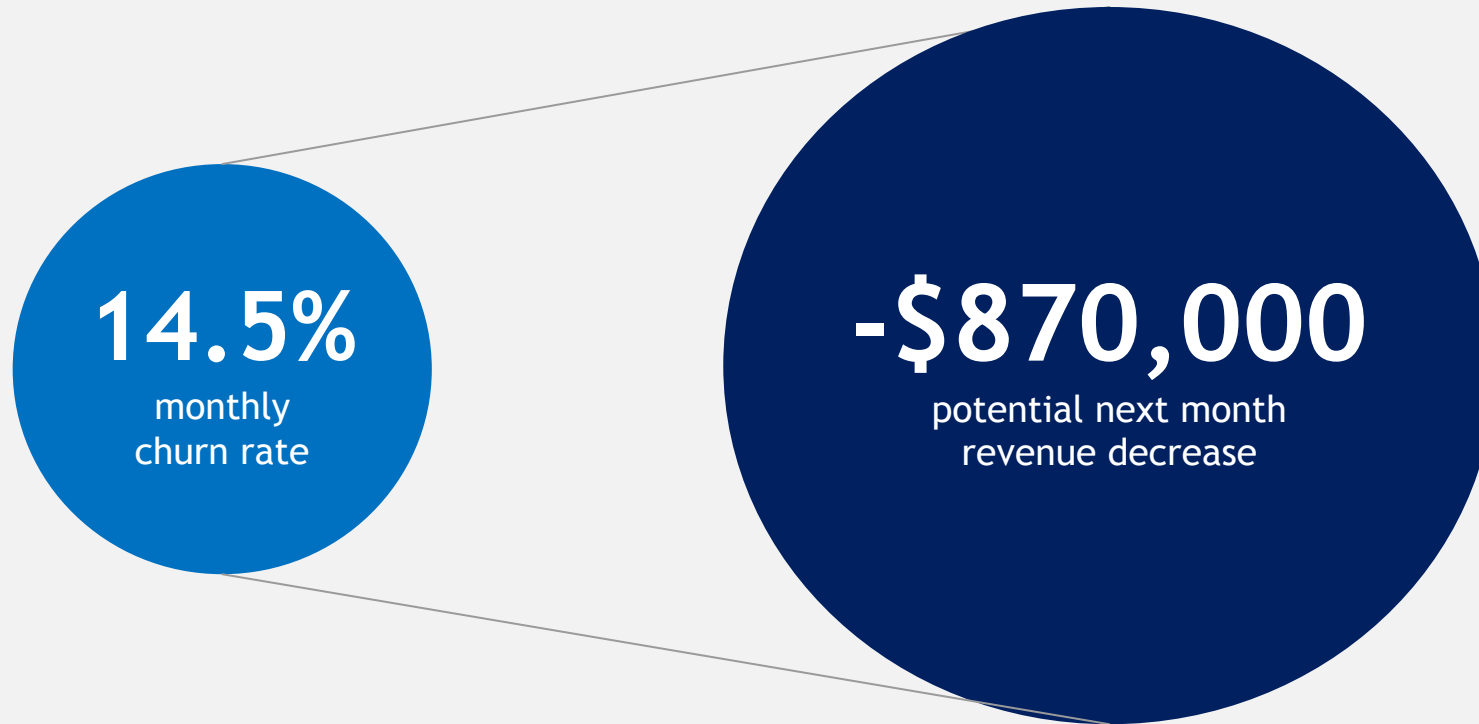 14.5%
monthly
churn rate
-$870,000
potential next month
revenue decrease